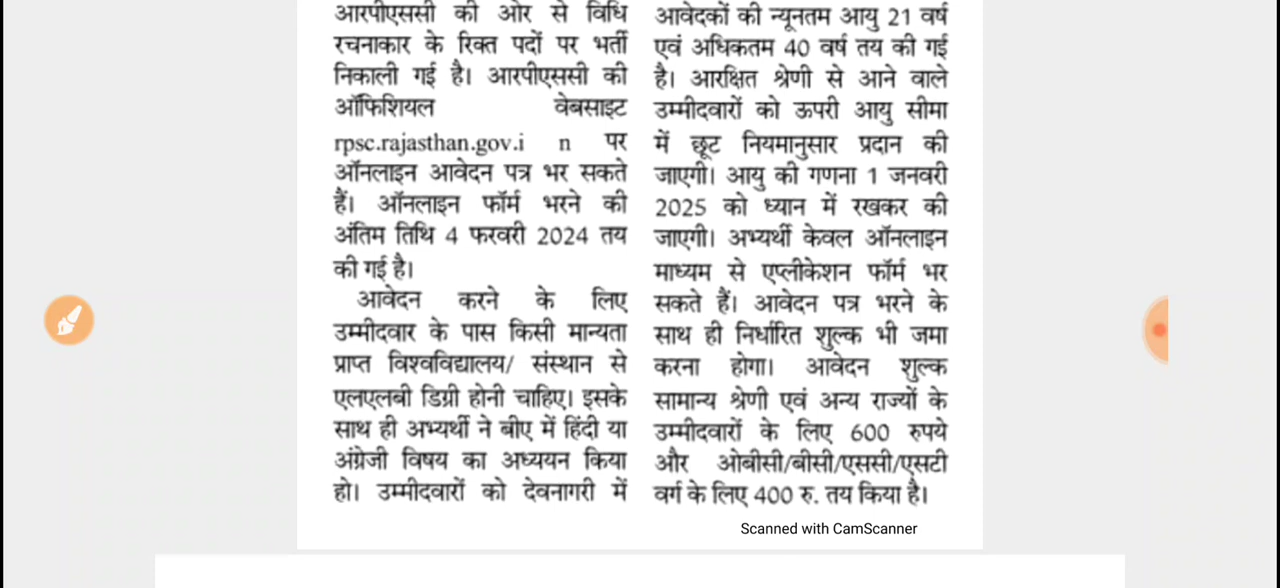 आरपीएससी की ओर से विधि
रचनाकार के रिक्त पदों पर भर्ती
निकाली गई है। आरपीएससी की
ऑफिशियल वेबसाइट
rpsc.rajasthan.gov.i n पर
ऑनलाइन आवेदन पत्र भर सकते
हैं। ऑनलाइन फॉर्म भरने की
अंतिम तिथि 4 फरवरी 2024 तय
की गई है।
आवेदन करने के लिए
उम्मीदवार के पास किसी मान्यता
प्राप्त विश्वविद्यालय/ संस्थान से
एलएलबी डिग्री होनी चाहिए। इसके
साथ ही अभ्यर्थी ने बीए में हिंदी या
अंग्रेजी विषय का अध्ययन किया
हो। उम्मीदवारों को देवनागरी में
आवेदकों की न्यूनतम आयु 21 वर्ष
एवं अधिकतम 40 वर्ष तय की गई
है। आरक्षित श्रेणी से आने वाले
उम्मीदवारों को ऊपरी आयु सीमा
में छूट नियमानुसार प्रदान की
जाएगी। आयु की गणना 1 जनवरी
2025 को ध्यान में रखकर की
जाएगी। अभ्यर्थी केवल ऑनलाइन
माध्यम से एप्लीकेशन फॉर्म भर
सकते हैं। आवेदन पत्र भरने के
साथ ही निर्धारित शुल्क भी जमा
करना होगा। आवेदन शुल्क
सामान्य श्रेणी एवं अन्य राज्यों के
उम्मीदवारों के लिए 600 रुपये
और ओबीसी/बीसी/एससी/एसटी
वर्ग के लिए 400 रु. तय किया है।
Scanned with CamScanner